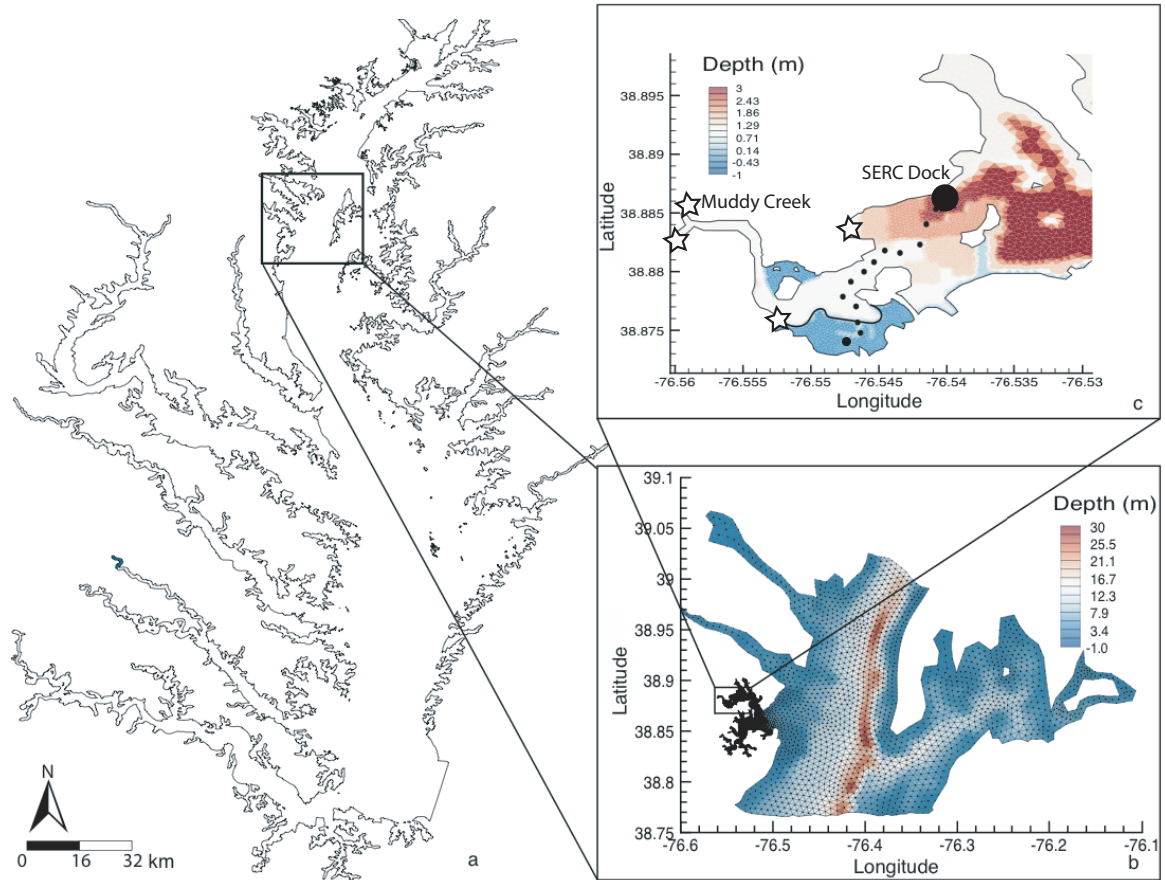 N
0 16 32 km
a
Depth (m)
3
2.43
1.86
1.29
0.71
0.14
-0.43
-1
38.895
38.89
38.885
38.88
38.875
Latitude
SERC Dock
Muddy Creek
-76.56 -76.555 -76.55 -76.545 -76.54 -76.535 -76.53
Longitude
c
39.1
39.05
39
38.95
38.9
38.85
38.8
38.75
Latitude
Depth (m)
30
25.5
21.1
16.7
12.3
7.9
3.4
-1.0
-76.6 -76.5 -76.4 -76.3 -76.2 -76.1
Longitude
b